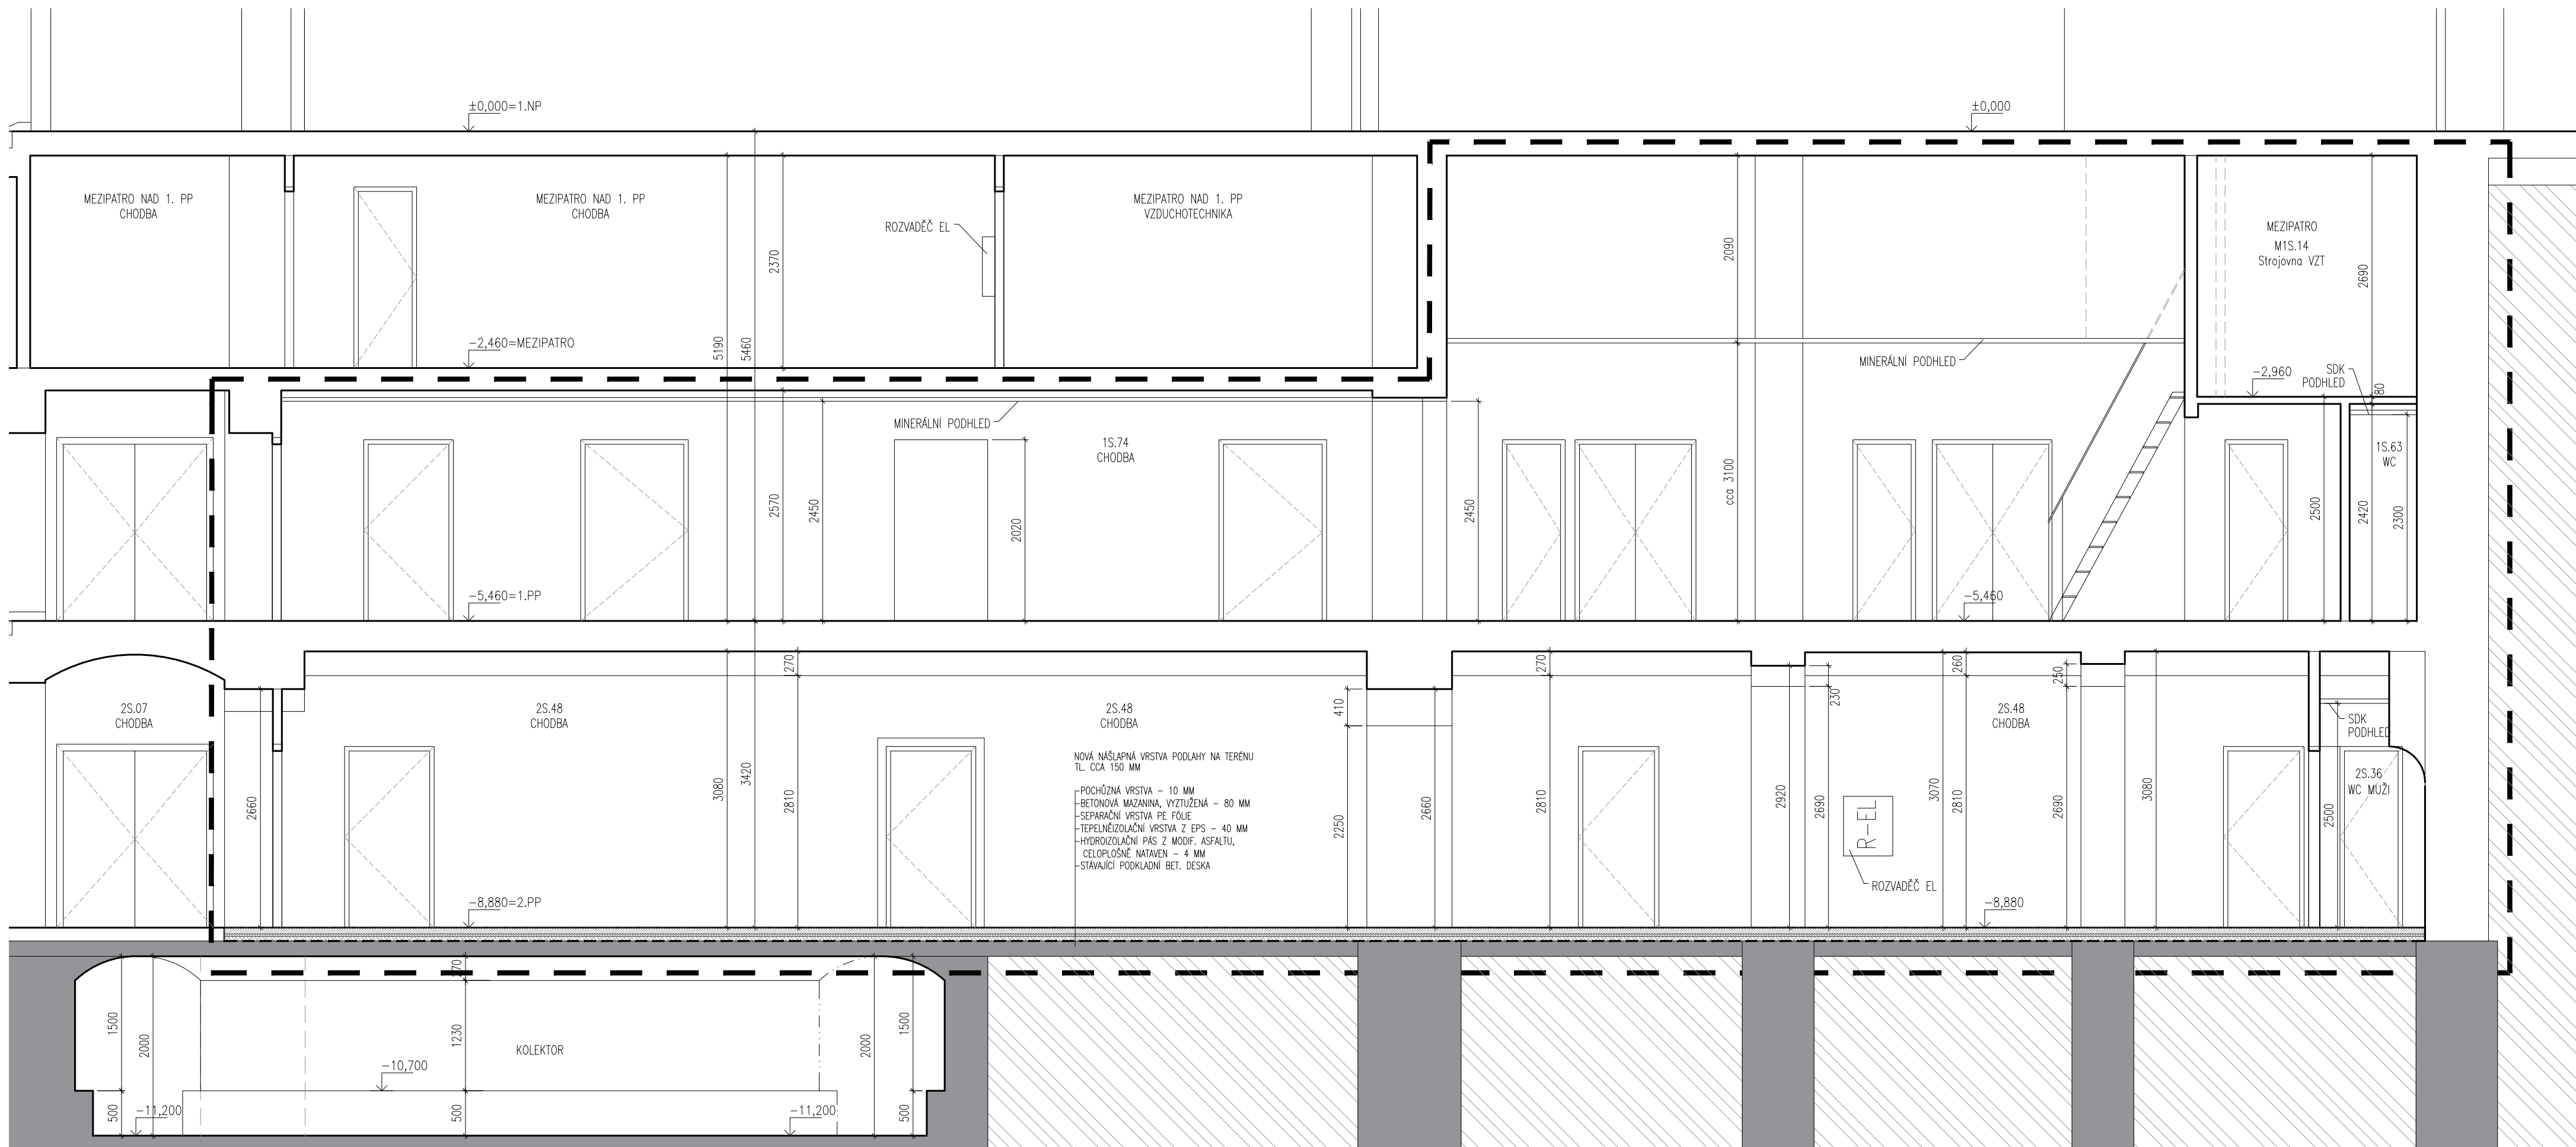 ±0,000=1.NP
±0,000
MEZIPATRO NAD 1. PP
CHODBA
MEZIPATRO NAD 1. PP
CHODBA
ROZVADĚČ EL
MEZIPATRO NAD 1. PP
VZDUCHOTECHNIKA
MEZIPATRO
M1S.14
Strojovna VZT
2370
2090
2690
5190
5460
-2,460=MEZIPATRO
MINERÁLNÍ PODHLED
-2,960
SDK
PODHLED
80
MINERÁLNÍ PODHLED
1S.74
CHODBA
1S.63
WC
2570
2450
2020
2450
cca 3100
2500
2420
2300
-5,460=1.PP
-5,460
270
270
260
250
230
410
2S.07
CHODBA
2S.48
CHODBA
2S.48
CHODBA
2S.48
CHODBA
SDK
PODHLED
2S.36
WC MUŽI
NOVÁ NÁŠLAPNÁ VRSTVA PODLAHY NA TERÉNU
TL. CCA 150 MM
POCHŮZNÁ VRSTVA - 10 MM
BETONOVÁ MAZANINA, VYZTUŽENÁ - 80 MM
SEPARAČNÍ VRSTVA PE FÓLIE
TEPELNĚIZOLAČNÍ VRSTVA Z EPS - 40 MM
HYDROIZOLAČNÍ PÁS Z MODIF. ASFALTU,
CELOPLOŠNĚ NATAVEN - 4 MM
STÁVAJÍCÍ PODKLADNÍ BET. DESKA
2660
3080
3420
2810
2250
2660
2810
2920
2690
R-EL
ROZVADĚČ EL
3070
2810
2690
3080
2500
-8,880=2.PP
-8,880
270
1500
2000
1230
2000
1500
KOLEKTOR
-10,700
500
-11,200
500
-11,200
500